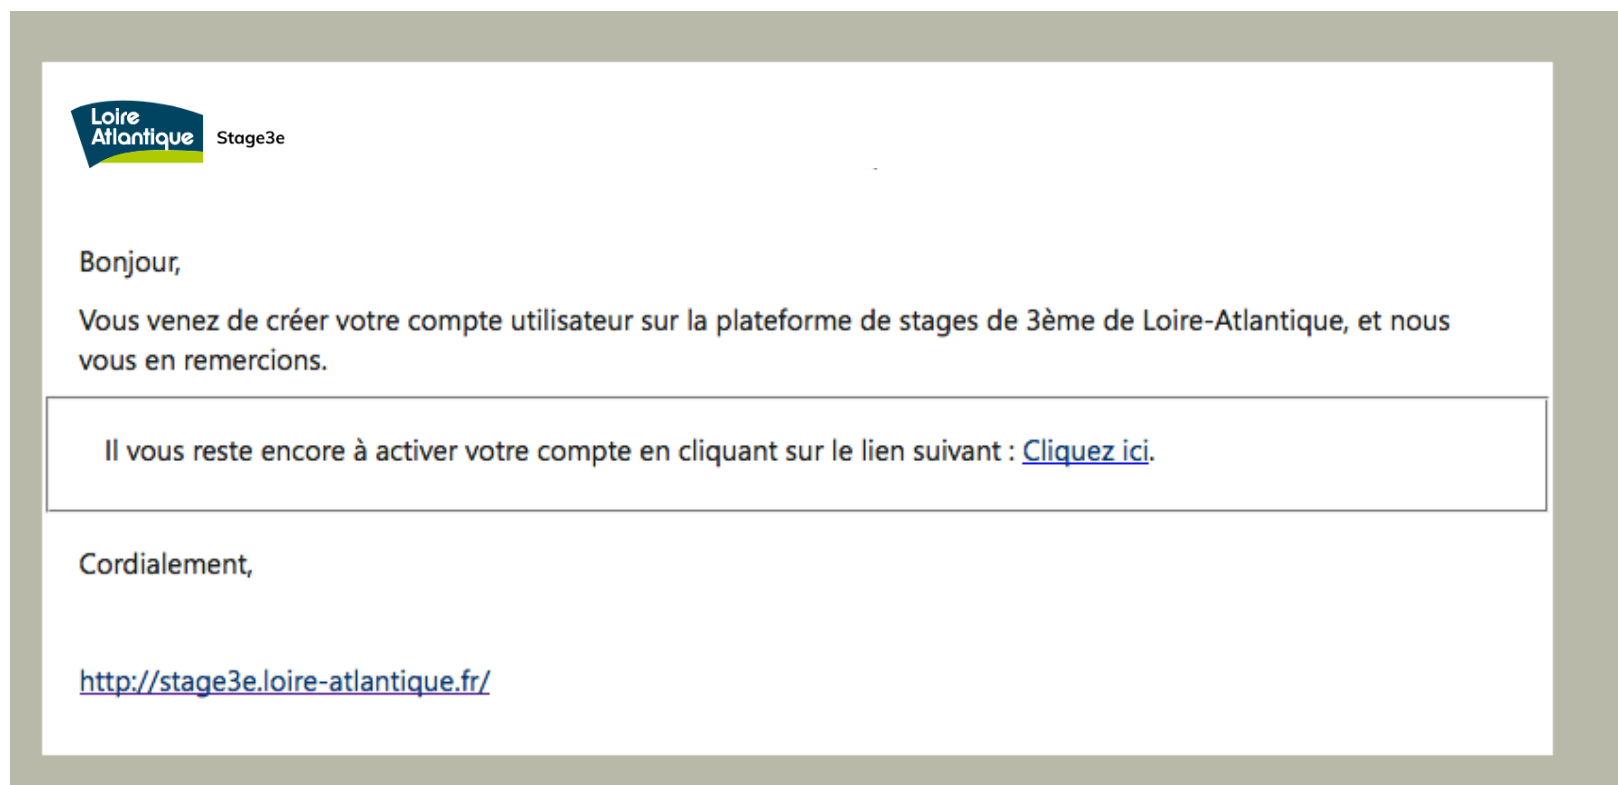 Loire
Atlantique
Stage3e
Bonjour,
Vous venez de créer votre compte utilisateur sur la plateforme de stages de 3ème de Loire-Atlantique, et nous
vous en remercions.
Il vous reste encore à activer votre compte en cliquant sur le lien suivant : Cliquez ici.
Cordialement,
http://stage3e.loire-atlantique.fr/